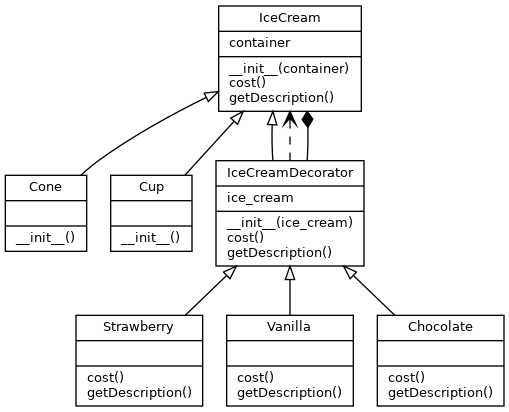 IceCream
container
__init__(container)
cost()
getDescription()
Cone
__init__()
Cup
__init__()
IceCreamDecorator
ice_cream
__init__(ice_cream)
cost()
getDescription()
Strawberry
cost()
getDescription()
Vanilla
cost()
getDescription()
Chocolate
cost()
getDescription()